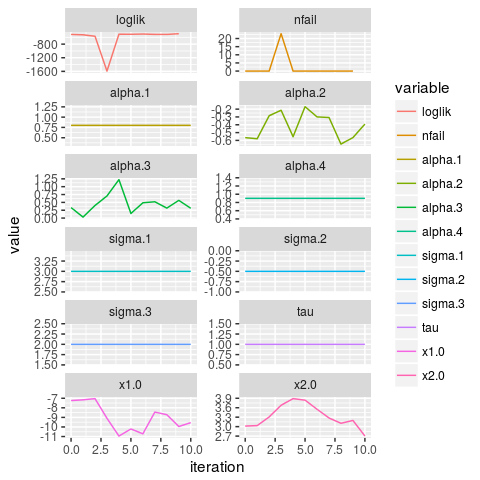 loglik
nfail
-800
-1200
-1600
20
15
10
5
0
alpha.1
alpha.2
1.25
1.00
0.75
0.50
-0.2
-0.3
-0.4
-0.5
-0.6
alpha.3
alpha.4
1.25
1.00
0.75
0.50
0.25
0.00
1.4
1.2
1.0
0.8
0.6
0.4
sigma.1
sigma.2
3.25
3.00
2.75
2.50
0.00
-0.25
-0.50
-0.75
-1.00
sigma.3
tau
2.50
2.25
2.00
1.75
1.50
1.50
1.25
1.00
0.75
0.50
x1.0
x2.0
-7
-8
-9
-10
-11
3.9
3.6
3.3
3.0
2.7
0.0
2.5
5.0
7.5
10.0
0.0
2.5
5.0
7.5
10.0
iteration
value
variable
loglik
nfail
alpha.1
alpha.2
alpha.3
alpha.4
sigma.1
sigma.2
sigma.3
tau
x1.0
x2.0